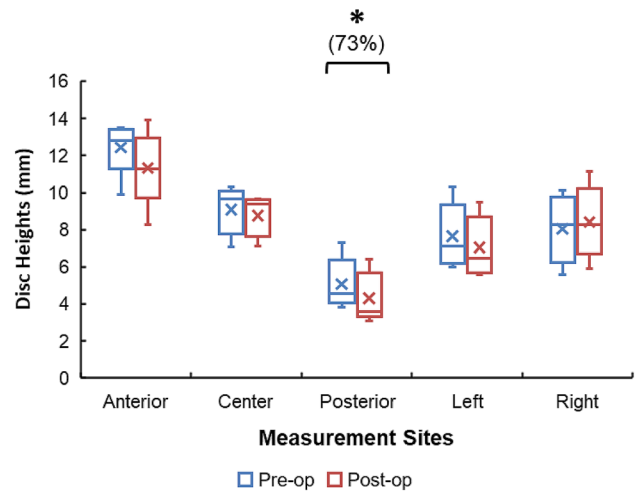 *
(73%)
16
14
12
10
8
6
4
2
0
Disc Heights (mm)
Anterior Center Posterior Left Right
Measurement Sites
Pre-op Post-op